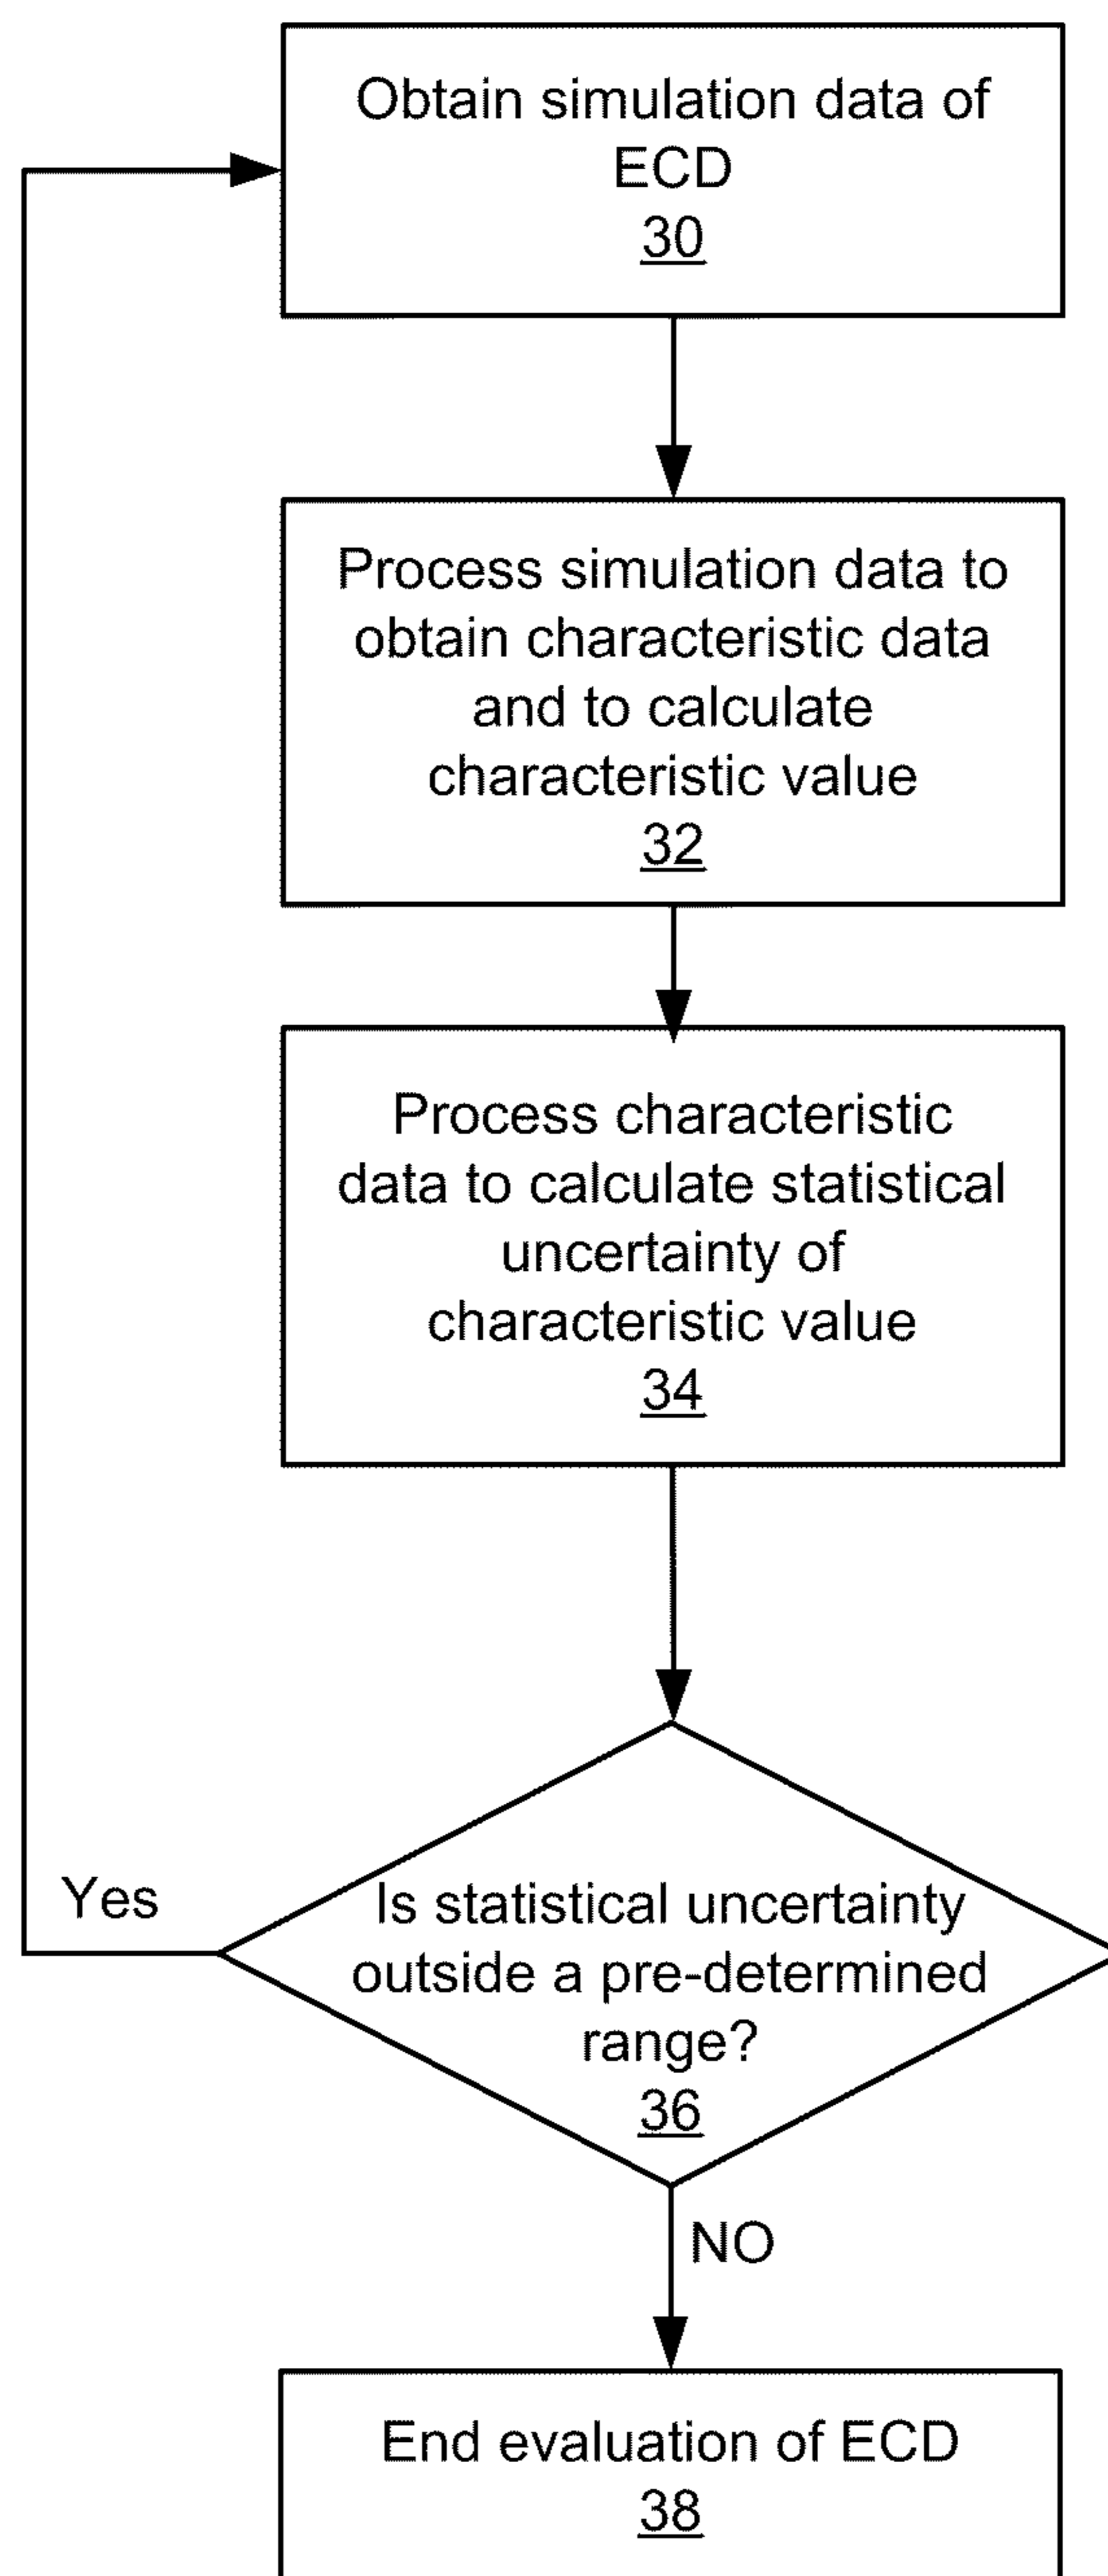 Obtain simulation data of
ECD
30
Process simulation data to
obtain characteristic data
and to calculate
characteristic value
32
Process characteristic
data to calculate statistical
uncertainty of
characteristic value
34
Yes
Is statistical uncertainty
outside a pre-determined
range?
36
NO
End evaluation of ECD
38